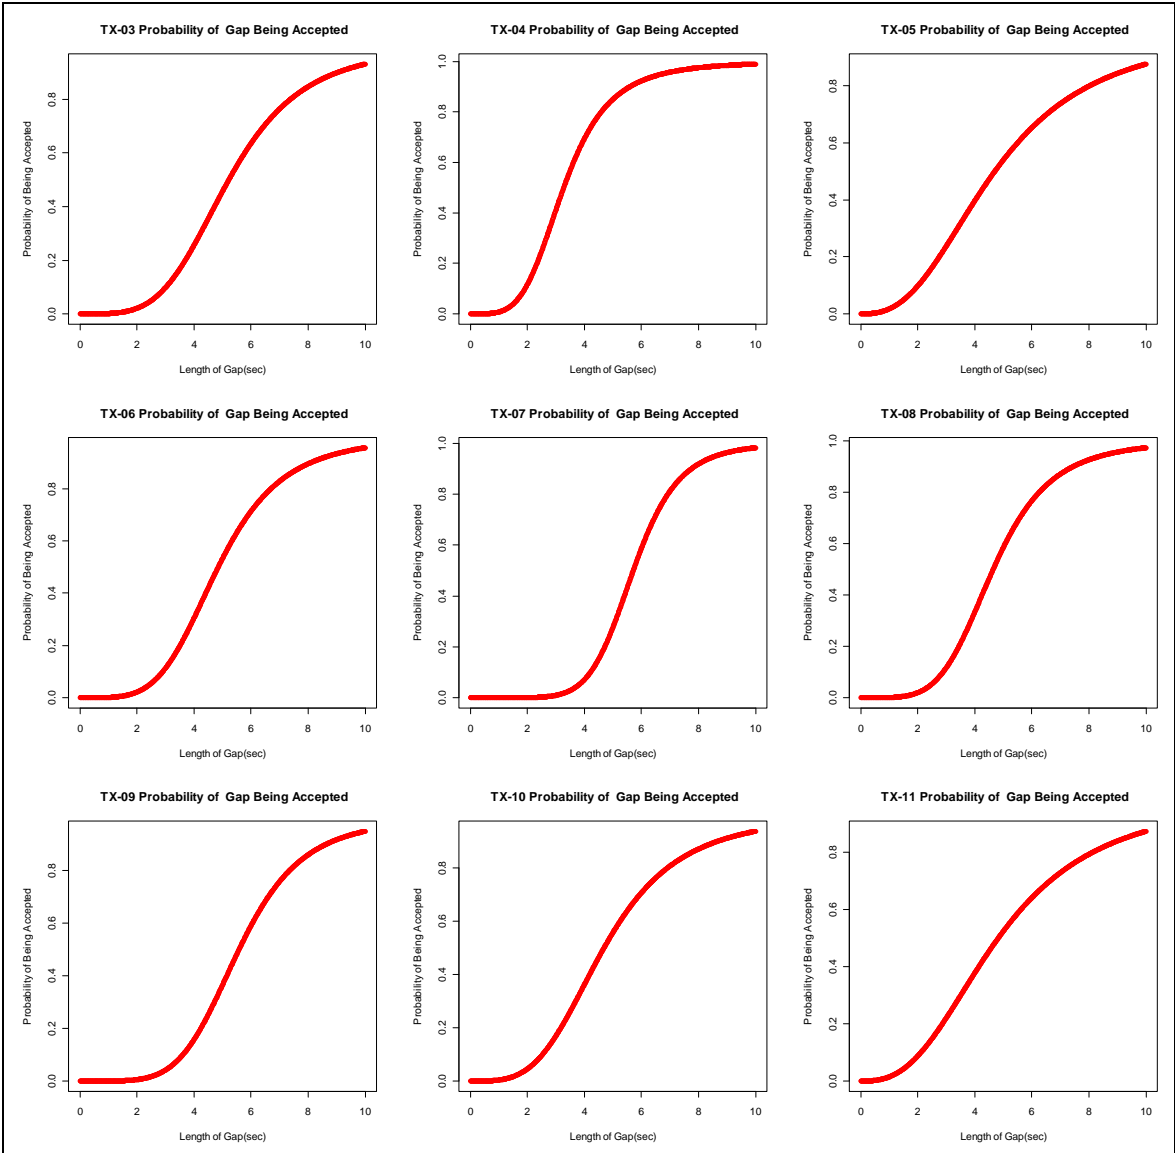 TX-03 Probability of  Gap Being Accepted
Probability of Being Accepted
0.0 0.2 0.4 0.6 0.8
0 2 4 6 8 10
Length of Gap(sec)
TX-04 Probability of  Gap Being Accepted
Probability of Being Accepted
0.0 0.2 0.4 0.6 0.8 1.0
0 2 4 6 8 10
Length of Gap(sec)
TX-05 Probability of  Gap Being Accepted
Probability of Being Accepted
0.0 0.2 0.4 0.6 0.8
0 2 4 6 8 10
Length of Gap(sec)
TX-06 Probability of  Gap Being Accepted
Probability of Being Accepted
0.0 0.2 0.4 0.6 0.8
0 2 4 6 8 10
Length of Gap(sec)
TX-07 Probability of  Gap Being Accepted
Probability of Being Accepted
0.0 0.2 0.4 0.6 0.8 1.0
0 2 4 6 8 10
Length of Gap(sec)
TX-08 Probability of  Gap Being Accepted
Probability of Being Accepted
0.0 0.2 0.4 0.6 0.8 1.0
0 2 4 6 8 10
Length of Gap(sec)
TX-09 Probability of  Gap Being Accepted
Probability of Being Accepted
0.0 0.2 0.4 0.6 0.8
0 2 4 6 8 10
Length of Gap(sec)
TX-10 Probability of  Gap Being Accepted
Probability of Being Accepted
0.0 0.2 0.4 0.6 0.8
0 2 4 6 8 10
Length of Gap(sec)
TX-11 Probability of  Gap Being Accepted
Probability of Being Accepted
0.0 0.2 0.4 0.6 0.8
0 2 4 6 8 10
Length of Gap(sec)